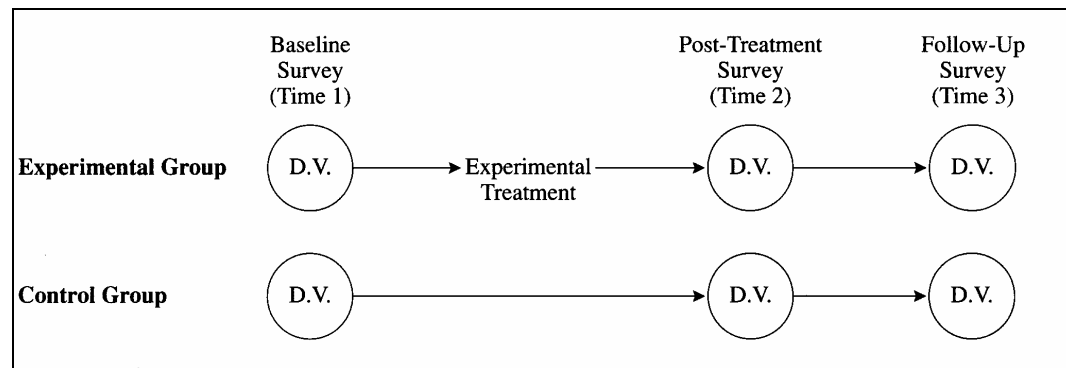 Baseline
Survey
(Time 1)
Post-Treatment
Survey
(Time 2)
Follow-Up
Survey
(Time 3)
Experimental Group
D.V.
Experimental
Treatment
D.V.
D.V.
Control Group
D.V.
D.V.
D.V.